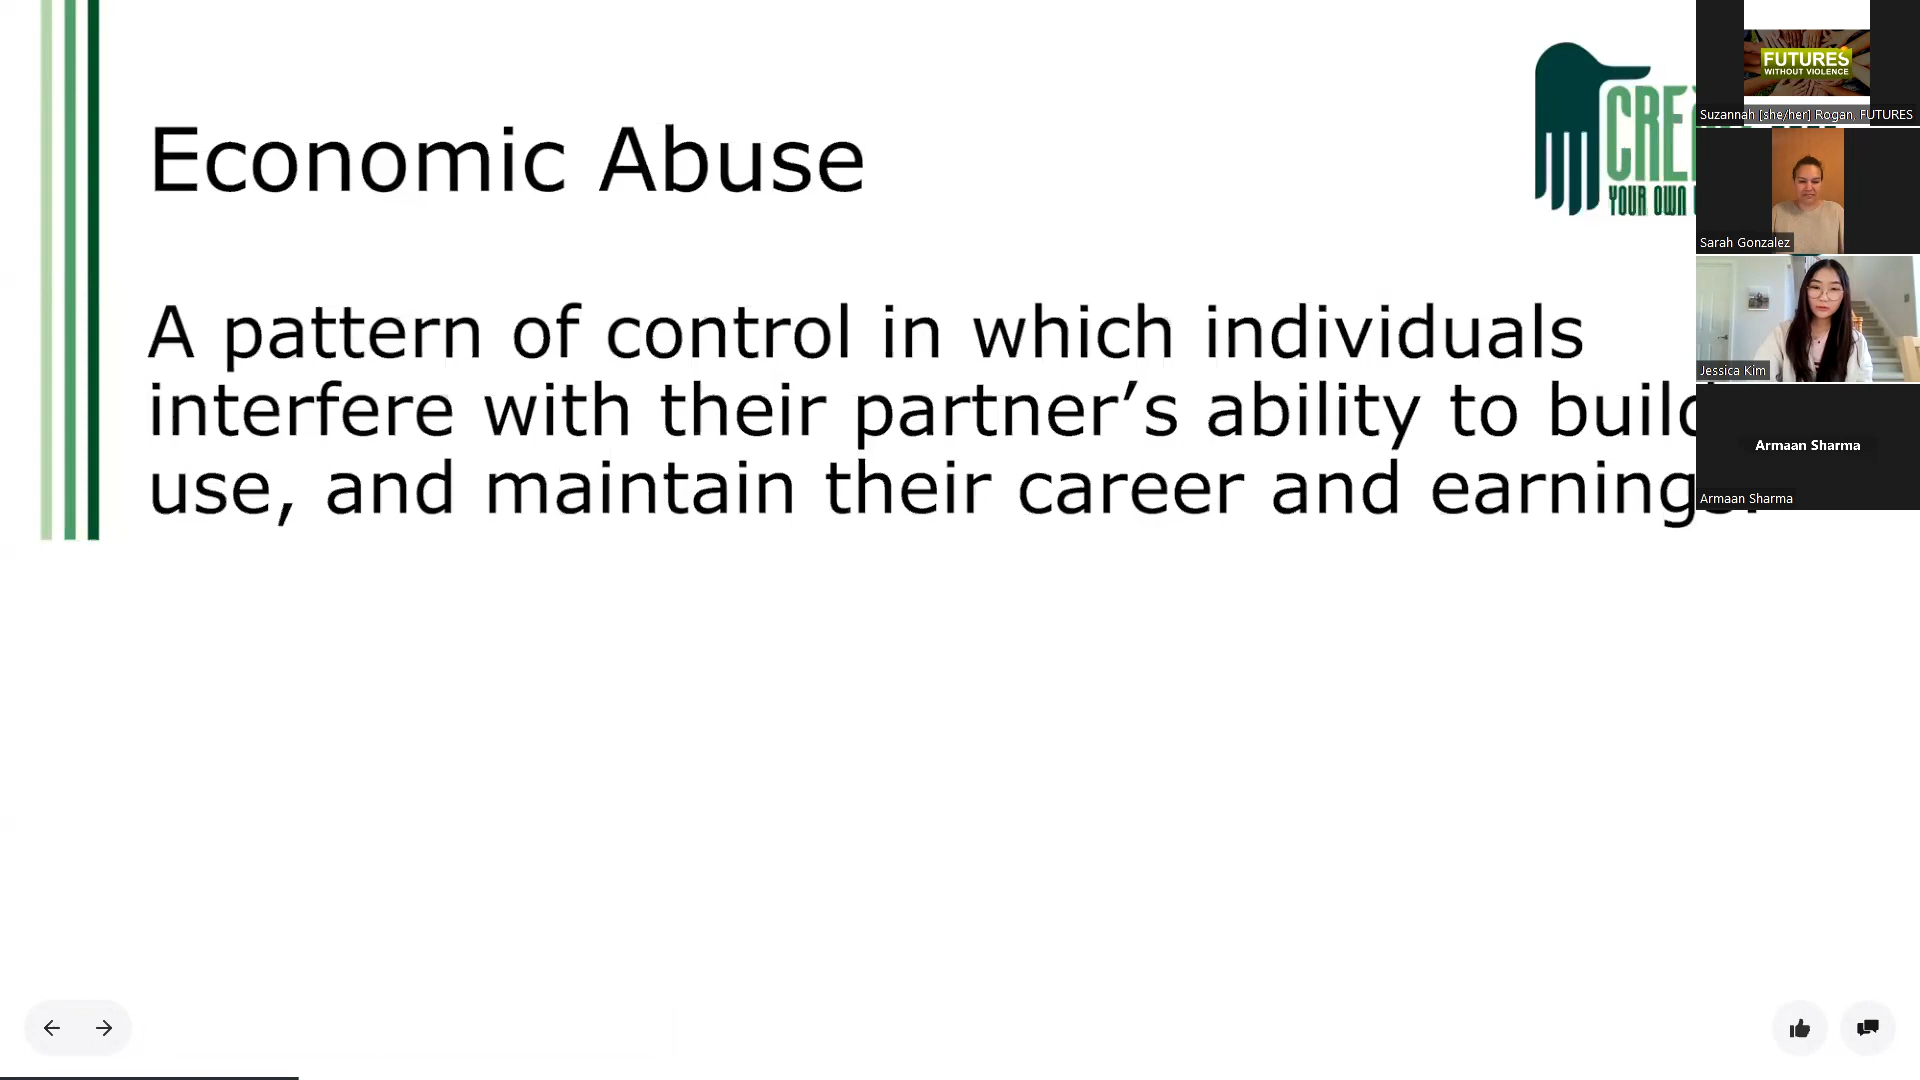 Economic Abuse
CRE
YOUR OWN
A pattern of control in which individuals
interfere with their partner’s ability to build
use, and maintain their career and earnings.
FUTURES
WITHOUT VIOLENCE
Suzannah [she/her] Rogan, FUTURES
Sarah Gonzalez
Jessica Kim
Armaan Sharma
Armaan Sharma